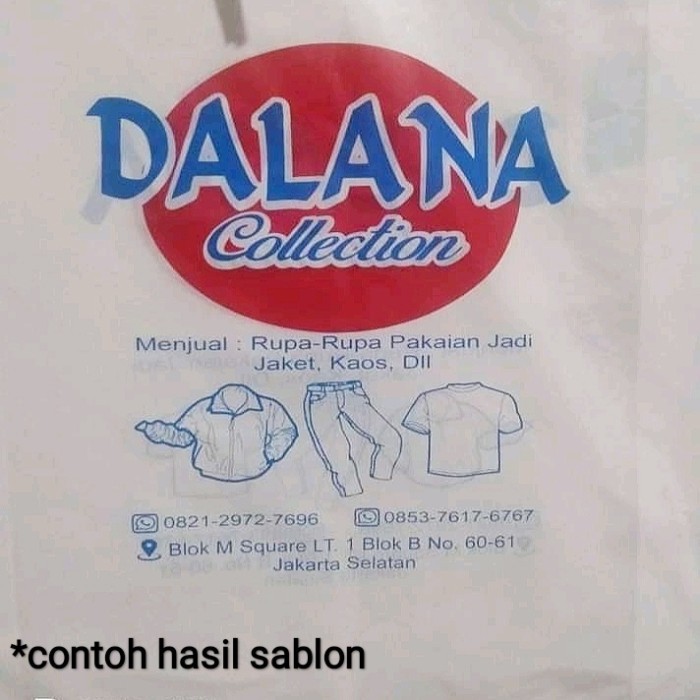 DALANA
Collection
Menjual : Rupa-Rupa Pakaian Jadi
Jaket, Kaos, Dll
0821-2972-7696 0853-7617-6767
Blok M Square LT. 1 Blok B No. 60-61
Jakarta Selatan
*contoh hasil sablon